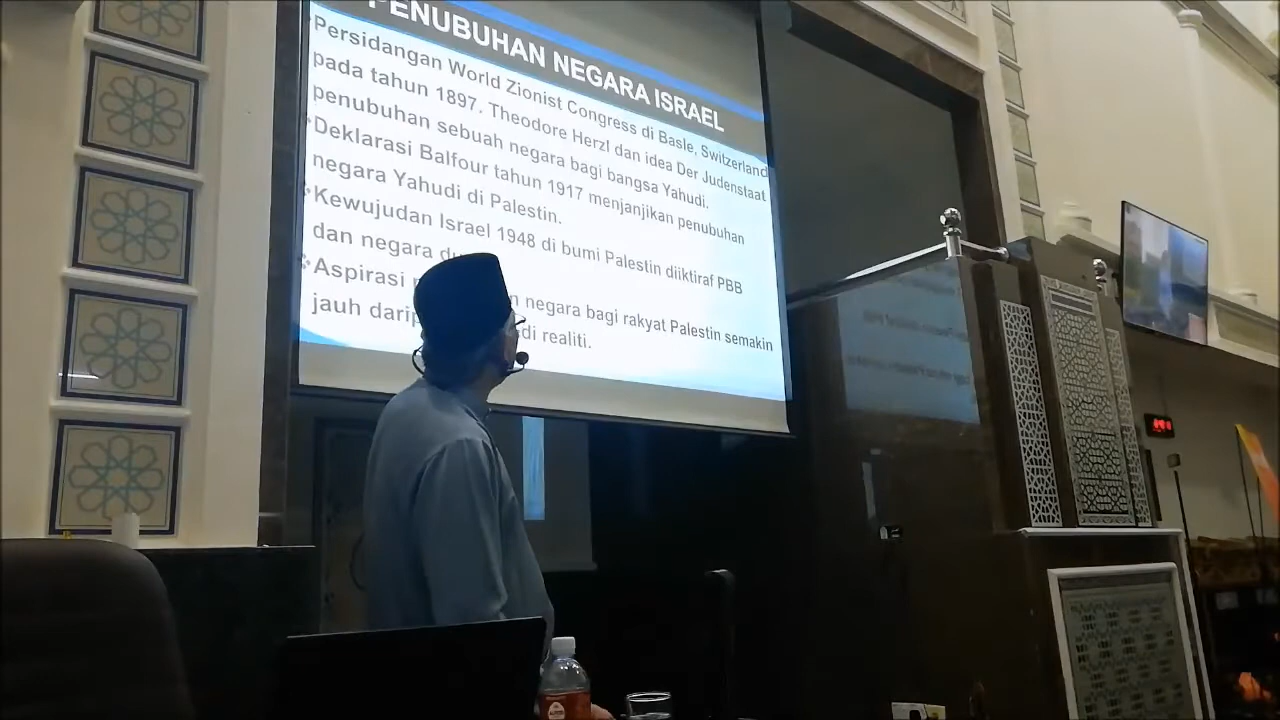 PENUBUHAN NEGARA ISRAEL
Persidangan World Zionist Congress di Basle, Switzerland
pada tahun 1897. Theodore Herzl dan idea Der Judenstaat
penubuhan sebuah negara bagi bangsa Yahudi.
Deklarasi Balfour tahun 1917 menjanjikan penubuhan
negara Yahudi di Palestin.
Kewujudan Israel 1948 di bumi Palestin diiktiraf PBB
dan negara
Aspirasi negara bagi rakyat Palestin semakin
jauh realiti.